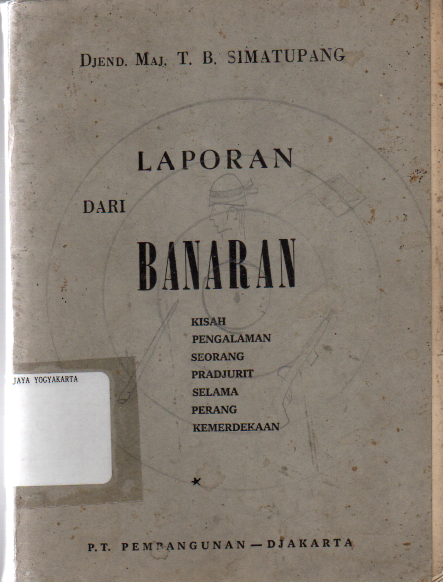 DJEND. MAJ. T. B. SIMATUPANG
LAPORAN
DARI
BANARAN
KISAH
PENGALAMAN
SEORANG
PRADJURIT
SELAMA
PERANG
KEMERDEKAAN
JAYA YOGYAKARTA
P.T. PEMBANGUNAN — DJAKARTA